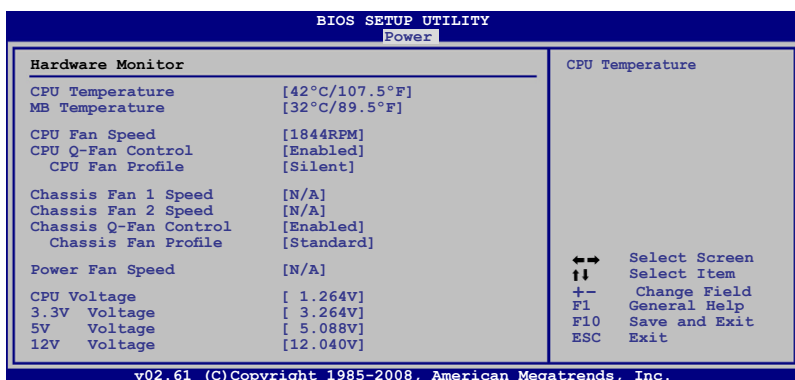 BIOS SETUP UTILITY
Power
Hardware Monitor
CPU Temperature [42°C/107.5°F]
MB Temperature [32°C/89.5°F]
CPU Fan Speed [1844RPM]
CPU Q-Fan Control [Enabled]
CPU Fan Profile [Silent]
Chassis Fan 1 Speed [N/A]
Chassis Fan 2 Speed [N/A]
Chassis Q-Fan Control [Enabled]
Chassis Fan Profile [Standard]
Power Fan Speed [N/A]
CPU Voltage [ 1.264V]
3.3V Voltage [ 3.264V]
5V Voltage [ 5.088V]
12V Voltage [12.040V]
CPU Temperature
←→ Select Screen
↑↓ Select Item
+- Change Field
F1 General Help
F10 Save and Exit
ESC Exit
v02.61 (C)Copyright 1985-2008, American Megatrends, Inc.